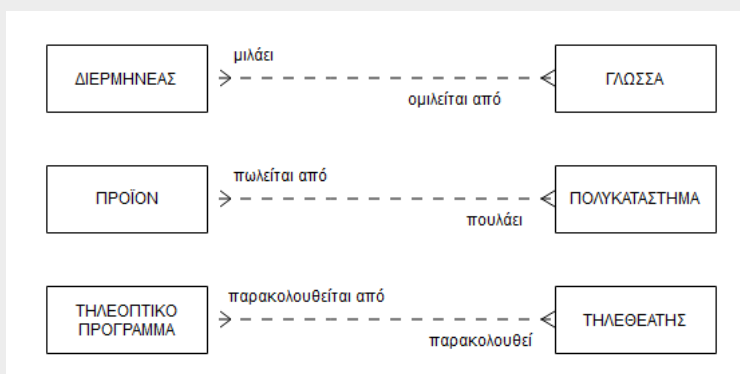 μιλάει
ΔΙΕΡΜΗΝΕΑΣ
ΓΛΩΣΣΑ
ομιλείται από
πωλείται από
ΠΡΟΪΟΝ
ΠΟΛΥΚΑΤΑΣΤΗΜΑ
πουλάει
παρακολουθείται από
ΤΗΛΕΟΠΤΙΚΟ
ΠΡΟΓΡΑΜΜΑ
ΤΗΛΕΘΕΑΤΗΣ
παρακολουθεί